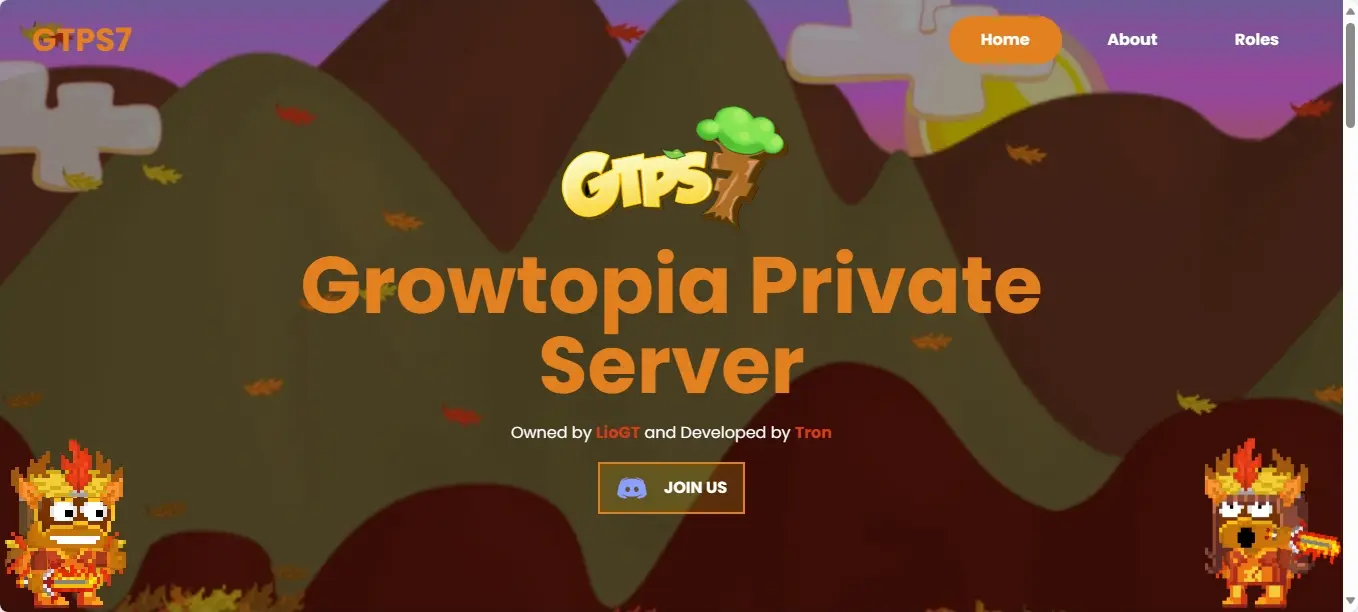 GTPS7
Home
About
Roles
GTPS7
Growtopia Private
Server
Owned by LioGT and Developed by Tron
JOIN US